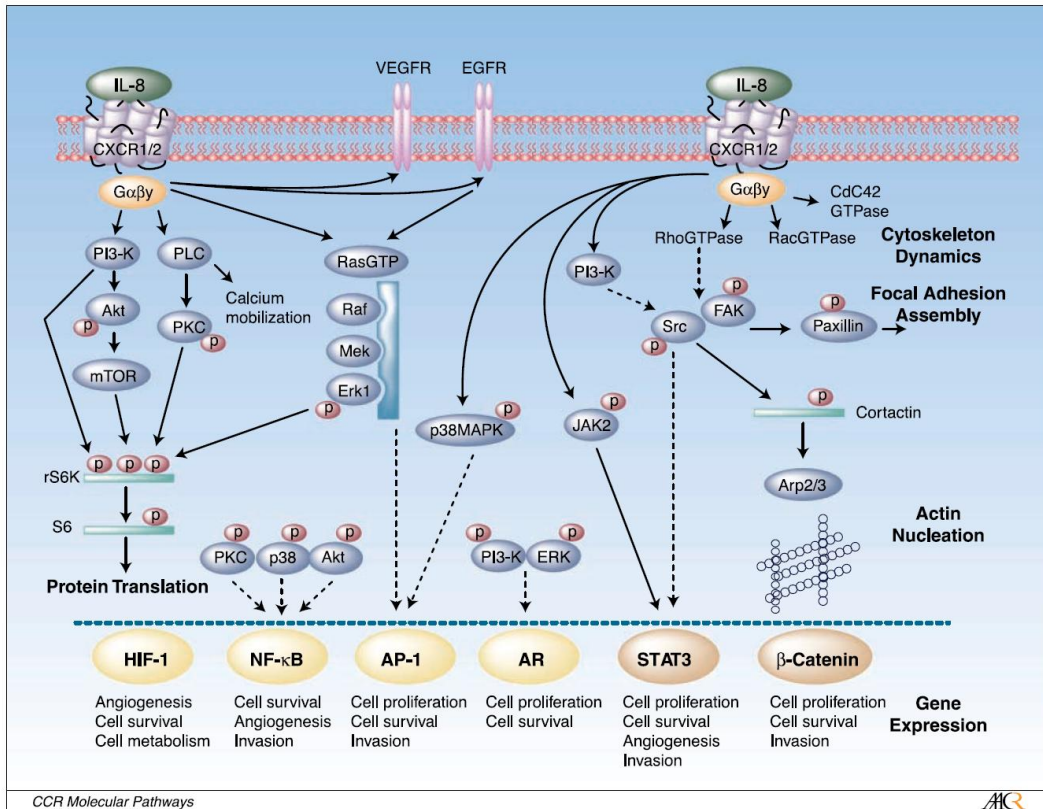 VEGFR
EGFR
IL-8
CXCR1/2
Gαβy
IL-8
CXCR1/2
Gαβy
CdC42
GTPase
RhoGTPase
RacGTPase
Cytoskeleton
Dynamics
PI3-K
PLC
Calcium
mobilization
Akt
p
PKC
p
mTOR
RasGTP
Raf
Mek
Erk1
p
PI3-K
Src
p
FAK
p
Paxillin
p
Focal Adhesion
Assembly
p38MAPK
p
JAK2
p
p
Cortactin
Arp2/3
Actin
Nucleation
p p p
rS6K
S6
p
Protein Translation
p p p
PKC p38 Akt
p p
PI3-K ERK
HIF-1
Angiogenesis
Cell survival
Cell metabolism
NF-κB
Cell survival
Angiogenesis
Invasion
AP-1
Cell proliferation
Cell survival
Invasion
AR
Cell proliferation
Cell survival
STAT3
Cell proliferation
Cell survival
Angiogenesis
Invasion
β-Catenin
Cell proliferation
Cell survival
Invasion
Gene
Expression
CCR Molecular Pathways
AACR